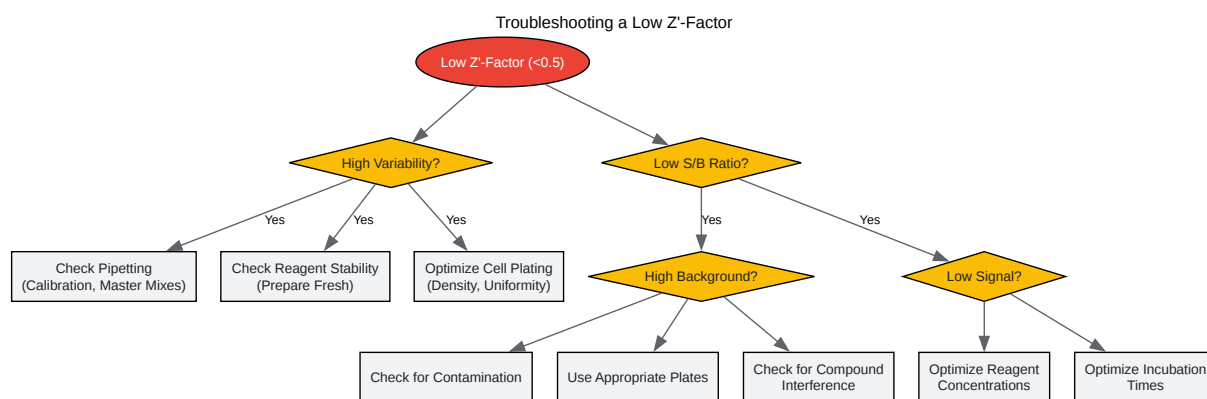 Troubleshooting a Low Z'-Factor
Low Z'-Factor (<0.5)
High Variability?
Low S/B Ratio?
Yes
Yes
Yes
Yes
Yes
Check Pipetting
(Calibration, Master Mixes)
Check Reagent Stability
(Prepare Fresh)
Optimize Cell Plating
(Density, Uniformity)
High Background?
Low Signal?
Check for Contamination
Use Appropriate Plates
Check for Compound
Interference
Optimize Reagent
Concentrations
Optimize Incubation
Times